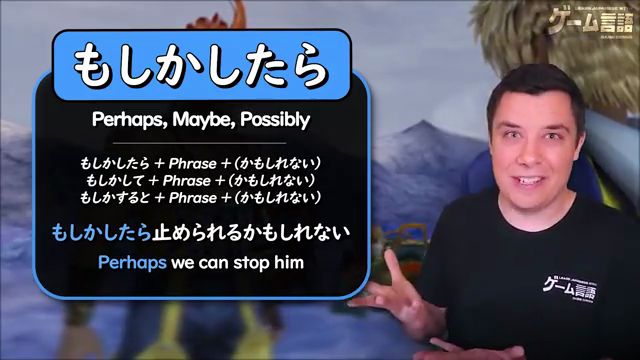 もしかしたら
Perhaps, Maybe, Possibly
もしかしたら + Phrase + (かもしれない)
もしかして + Phrase + (かもしれない)
もしかすると + Phrase + (かもしれない)
もしかしたら止められるかもしれない
Perhaps we can stop him
ゲーム言語
ゲーム言語